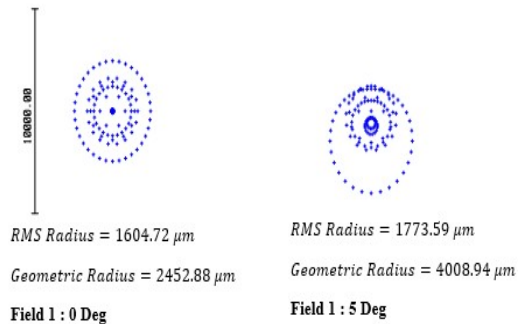 10000.00
RMS Radius = 1604.72 μm
Geometric Radius = 2452.88 μm
Field 1 : 0 Deg
RMS Radius = 1773.59 μm
Geometric Radius = 4008.94 μm
Field 1 : 5 Deg